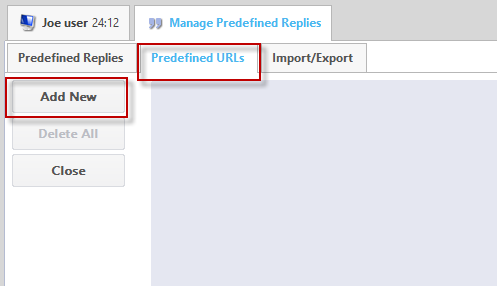 Joe user 24:12 Manage Predefined Replies
Predefined Replies Predefined URLs Import/Export
Add New
Delete All
Close